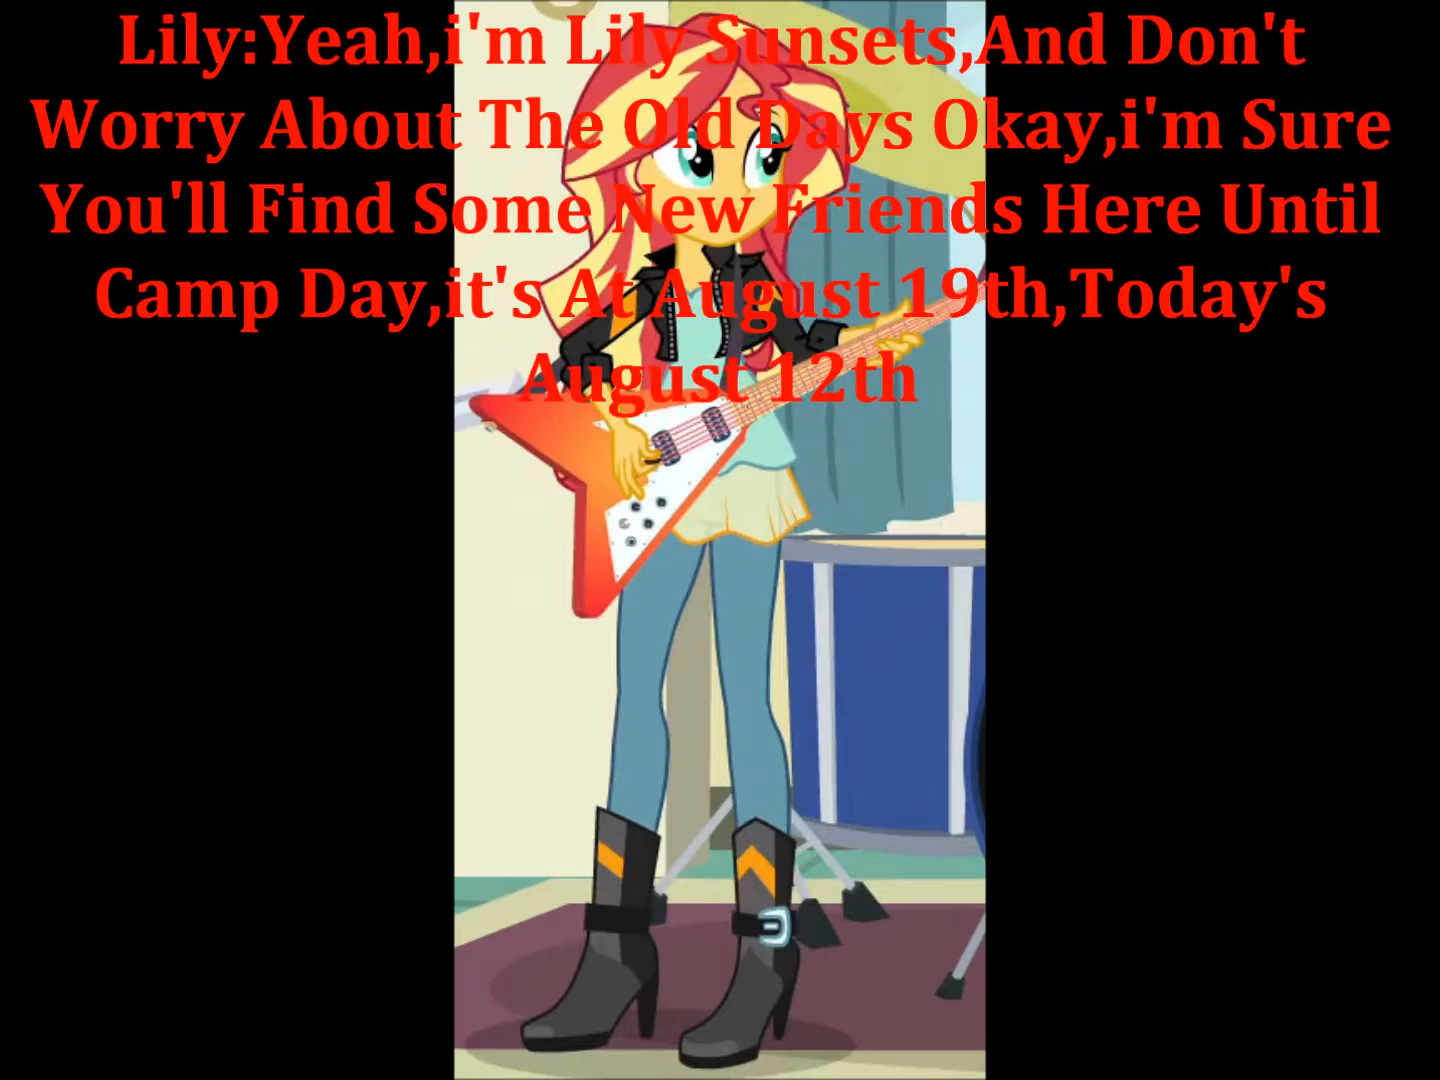 Lily:Yeah,i'm Lily Sunsets,And Don't
Worry About The Old Days Okay,i'm Sure
You'll Find Some New Friends Here Until
Camp Day,it's At August 19th,Today's
August 12th